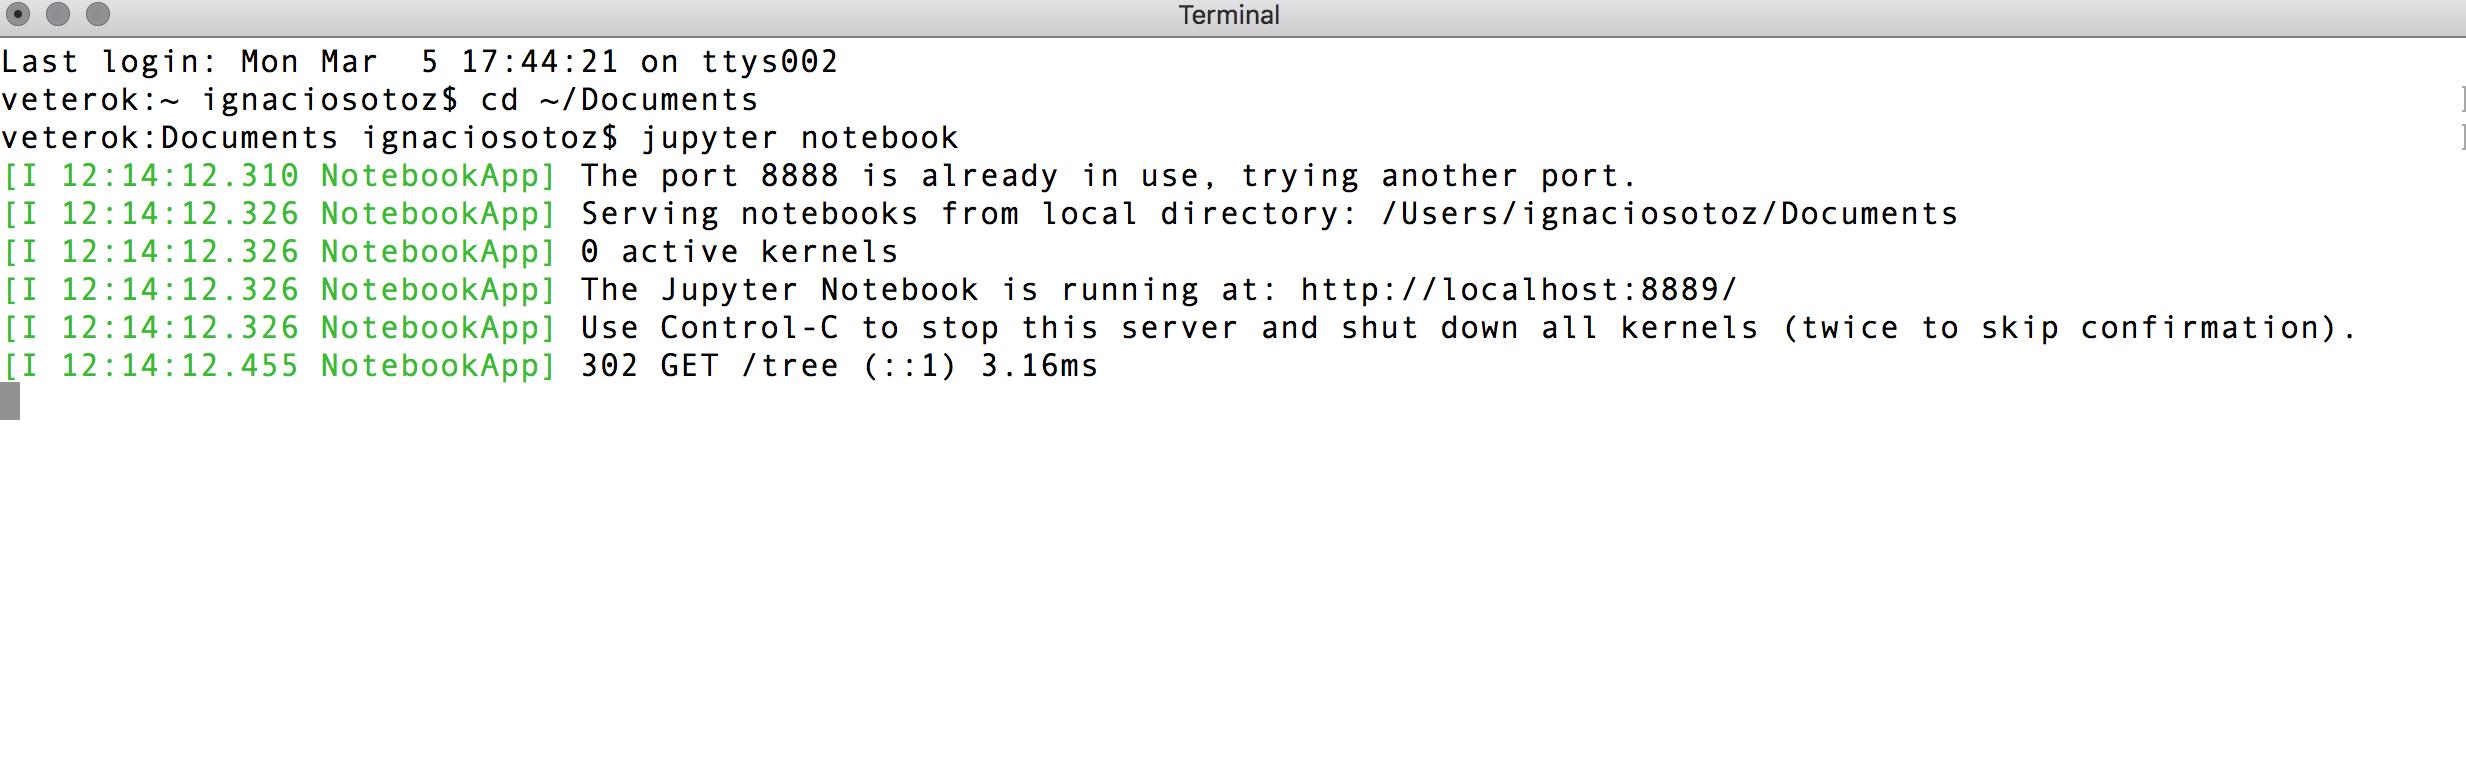 Terminal
Last login: Mon Mar  5 17:44:21 on ttys002
veterok:~ ignaciosotoz$ cd ~/Documents
veterok:Documents ignaciosotoz$ jupyter notebook
[I 12:14:12.310 NotebookApp] The port 8888 is already in use, trying another port.
[I 12:14:12.326 NotebookApp] Serving notebooks from local directory: /Users/ignaciosotoz/Documents
[I 12:14:12.326 NotebookApp] 0 active kernels
[I 12:14:12.326 NotebookApp] The Jupyter Notebook is running at: http://localhost:8889/
[I 12:14:12.326 NotebookApp] Use Control-C to stop this server and shut down all kernels (twice to skip confirmation).
[I 12:14:12.455 NotebookApp] 302 GET /tree (::1) 3.16ms